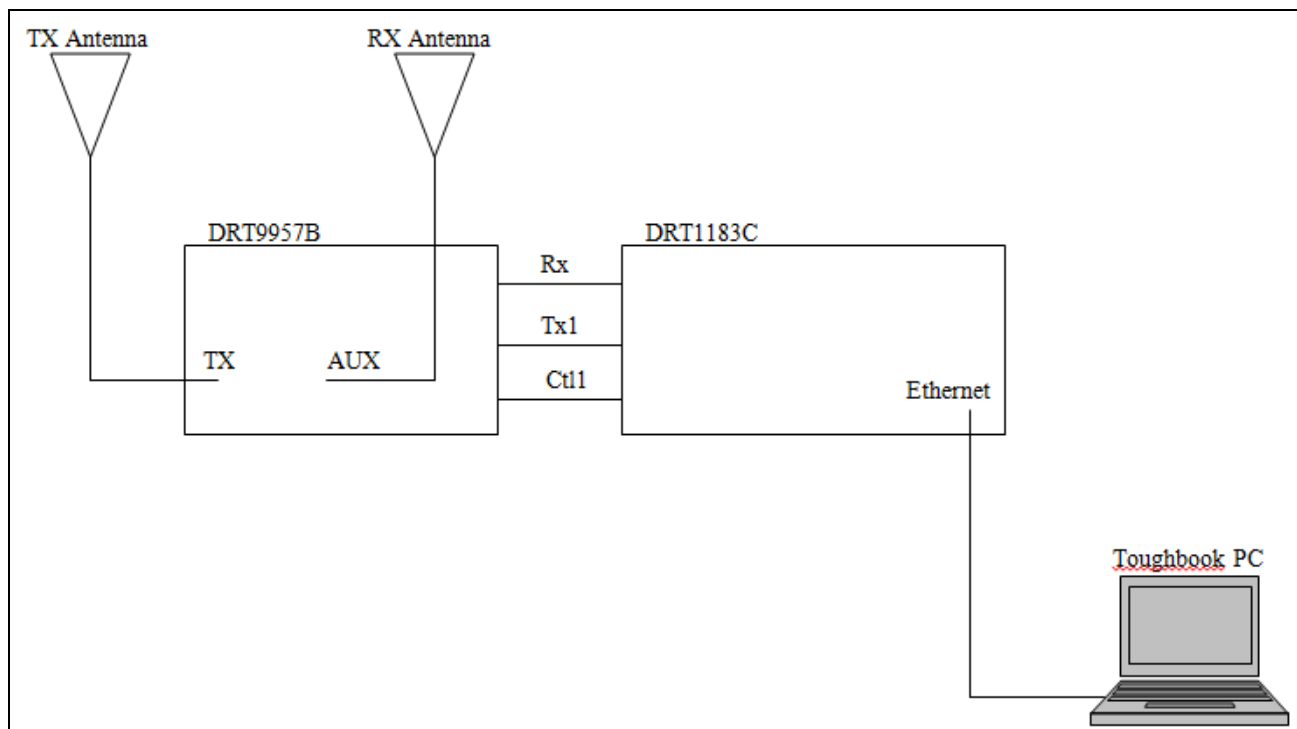 TX Antenna
RX Antenna
DRT9957B
DRT1183C
Rx
Tx1
TX
AUX
Ctl1
Ethernet
Toughbook PC